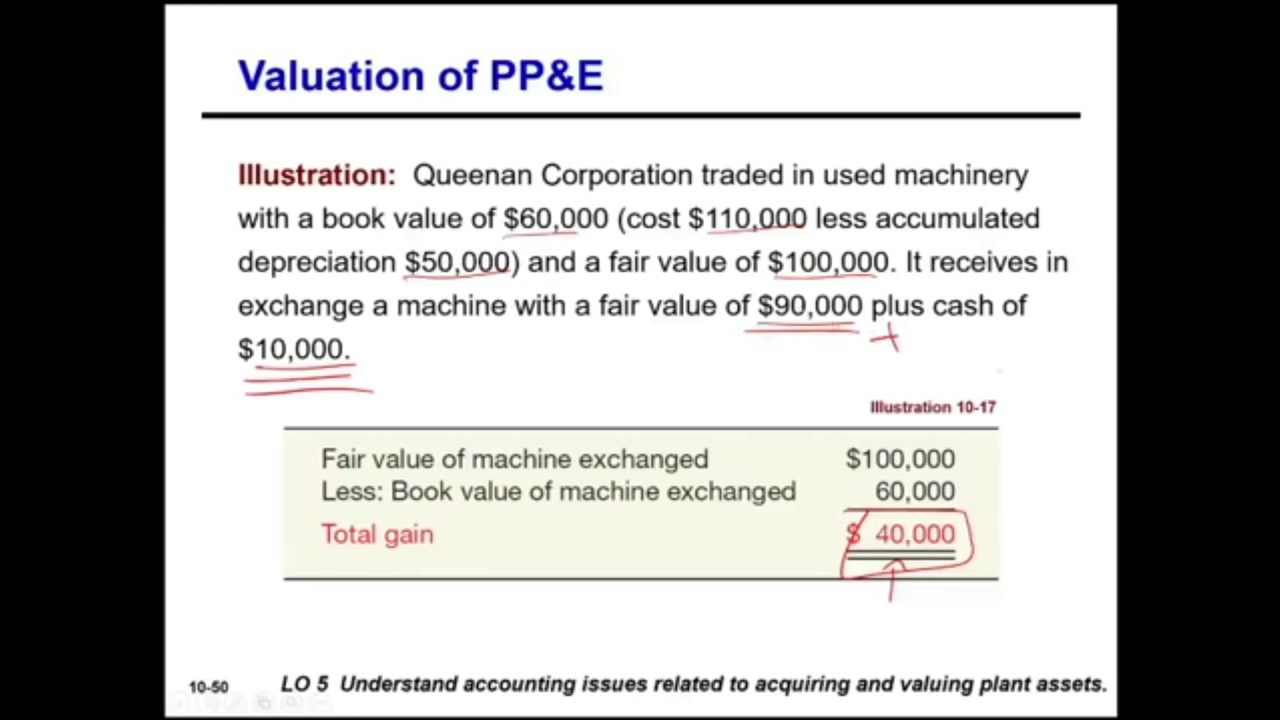 Valuation of PP&E
Illustration: Queenan Corporation traded in used machinery
with a book value of $60,000 (cost $110,000 less accumulated
depreciation $50,000) and a fair value of $100,000. It receives in
exchange a machine with a fair value of $90,000 plus cash of
$10,000.
+
Illustration 10-17
Fair value of machine exchanged $100,000
Less: Book value of machine exchanged 60,000
Total gain $ 40,000
10-50 LO 5 Understand accounting issues related to acquiring and valuing plant assets.